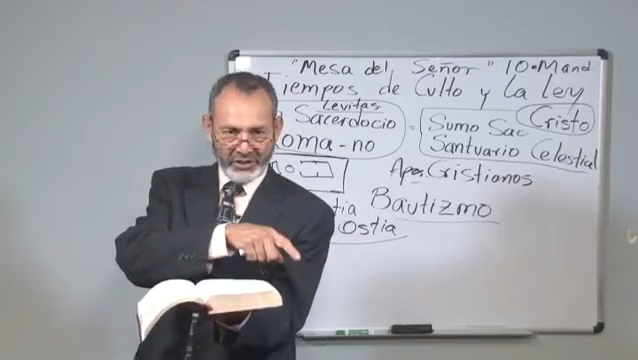 "Mesa del Señor" 10 Mand
Tiempos de Culto y La Ley
Levitas
Sacerdocio = Sumo Sac Cristo
oma-no Santuario Celestial
Apos Cristianos
tia Bautizmo
Ostia